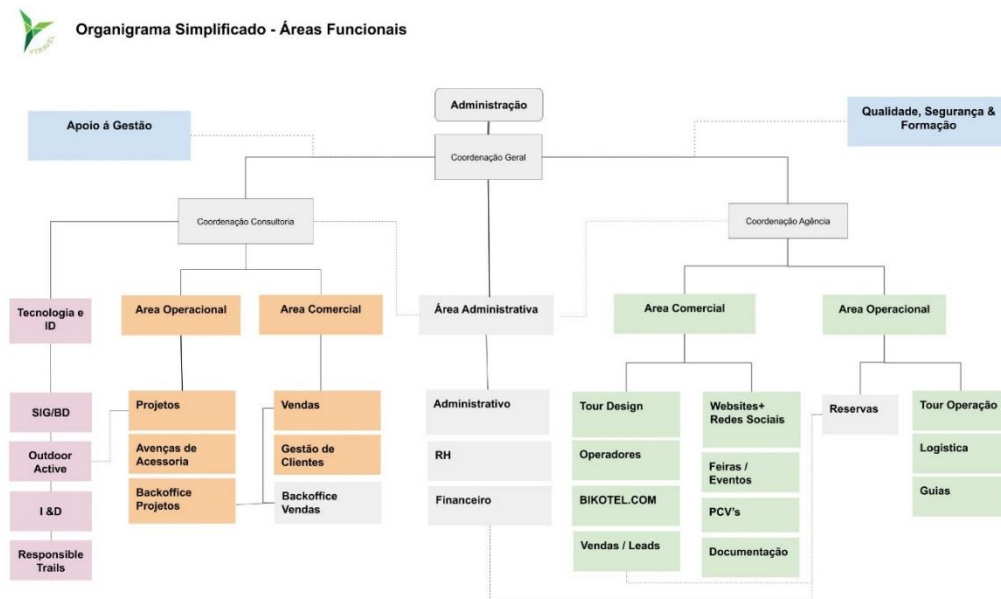 VTRAVEL
Organigrama Simplificado - Áreas Funcionais
Administração
Apoio á Gestão
Qualidade, Segurança &
Formação
Coordenação Geral
Coordenação Consultoria
Coordenação Agência
Tecnologia e
ID
Area Operacional
Area Comercial
Área Administrativa
Area Comercial
Area Operacional
SIG/BD
Outdoor
Active
I &D
Responsible
Trails
Projetos
Avenças de
Acessoria
Backoffice
Projetos
Vendas
Gestão de
Clientes
Backoffice
Vendas
Administrativo
RH
Financeiro
Tour Design
Operadores
BIKOTEL.COM
Vendas / Leads
Websites+
Redes Sociais
Feiras /
Eventos
PCV's
Documentação
Reservas
Tour Operação
Logistica
Guias